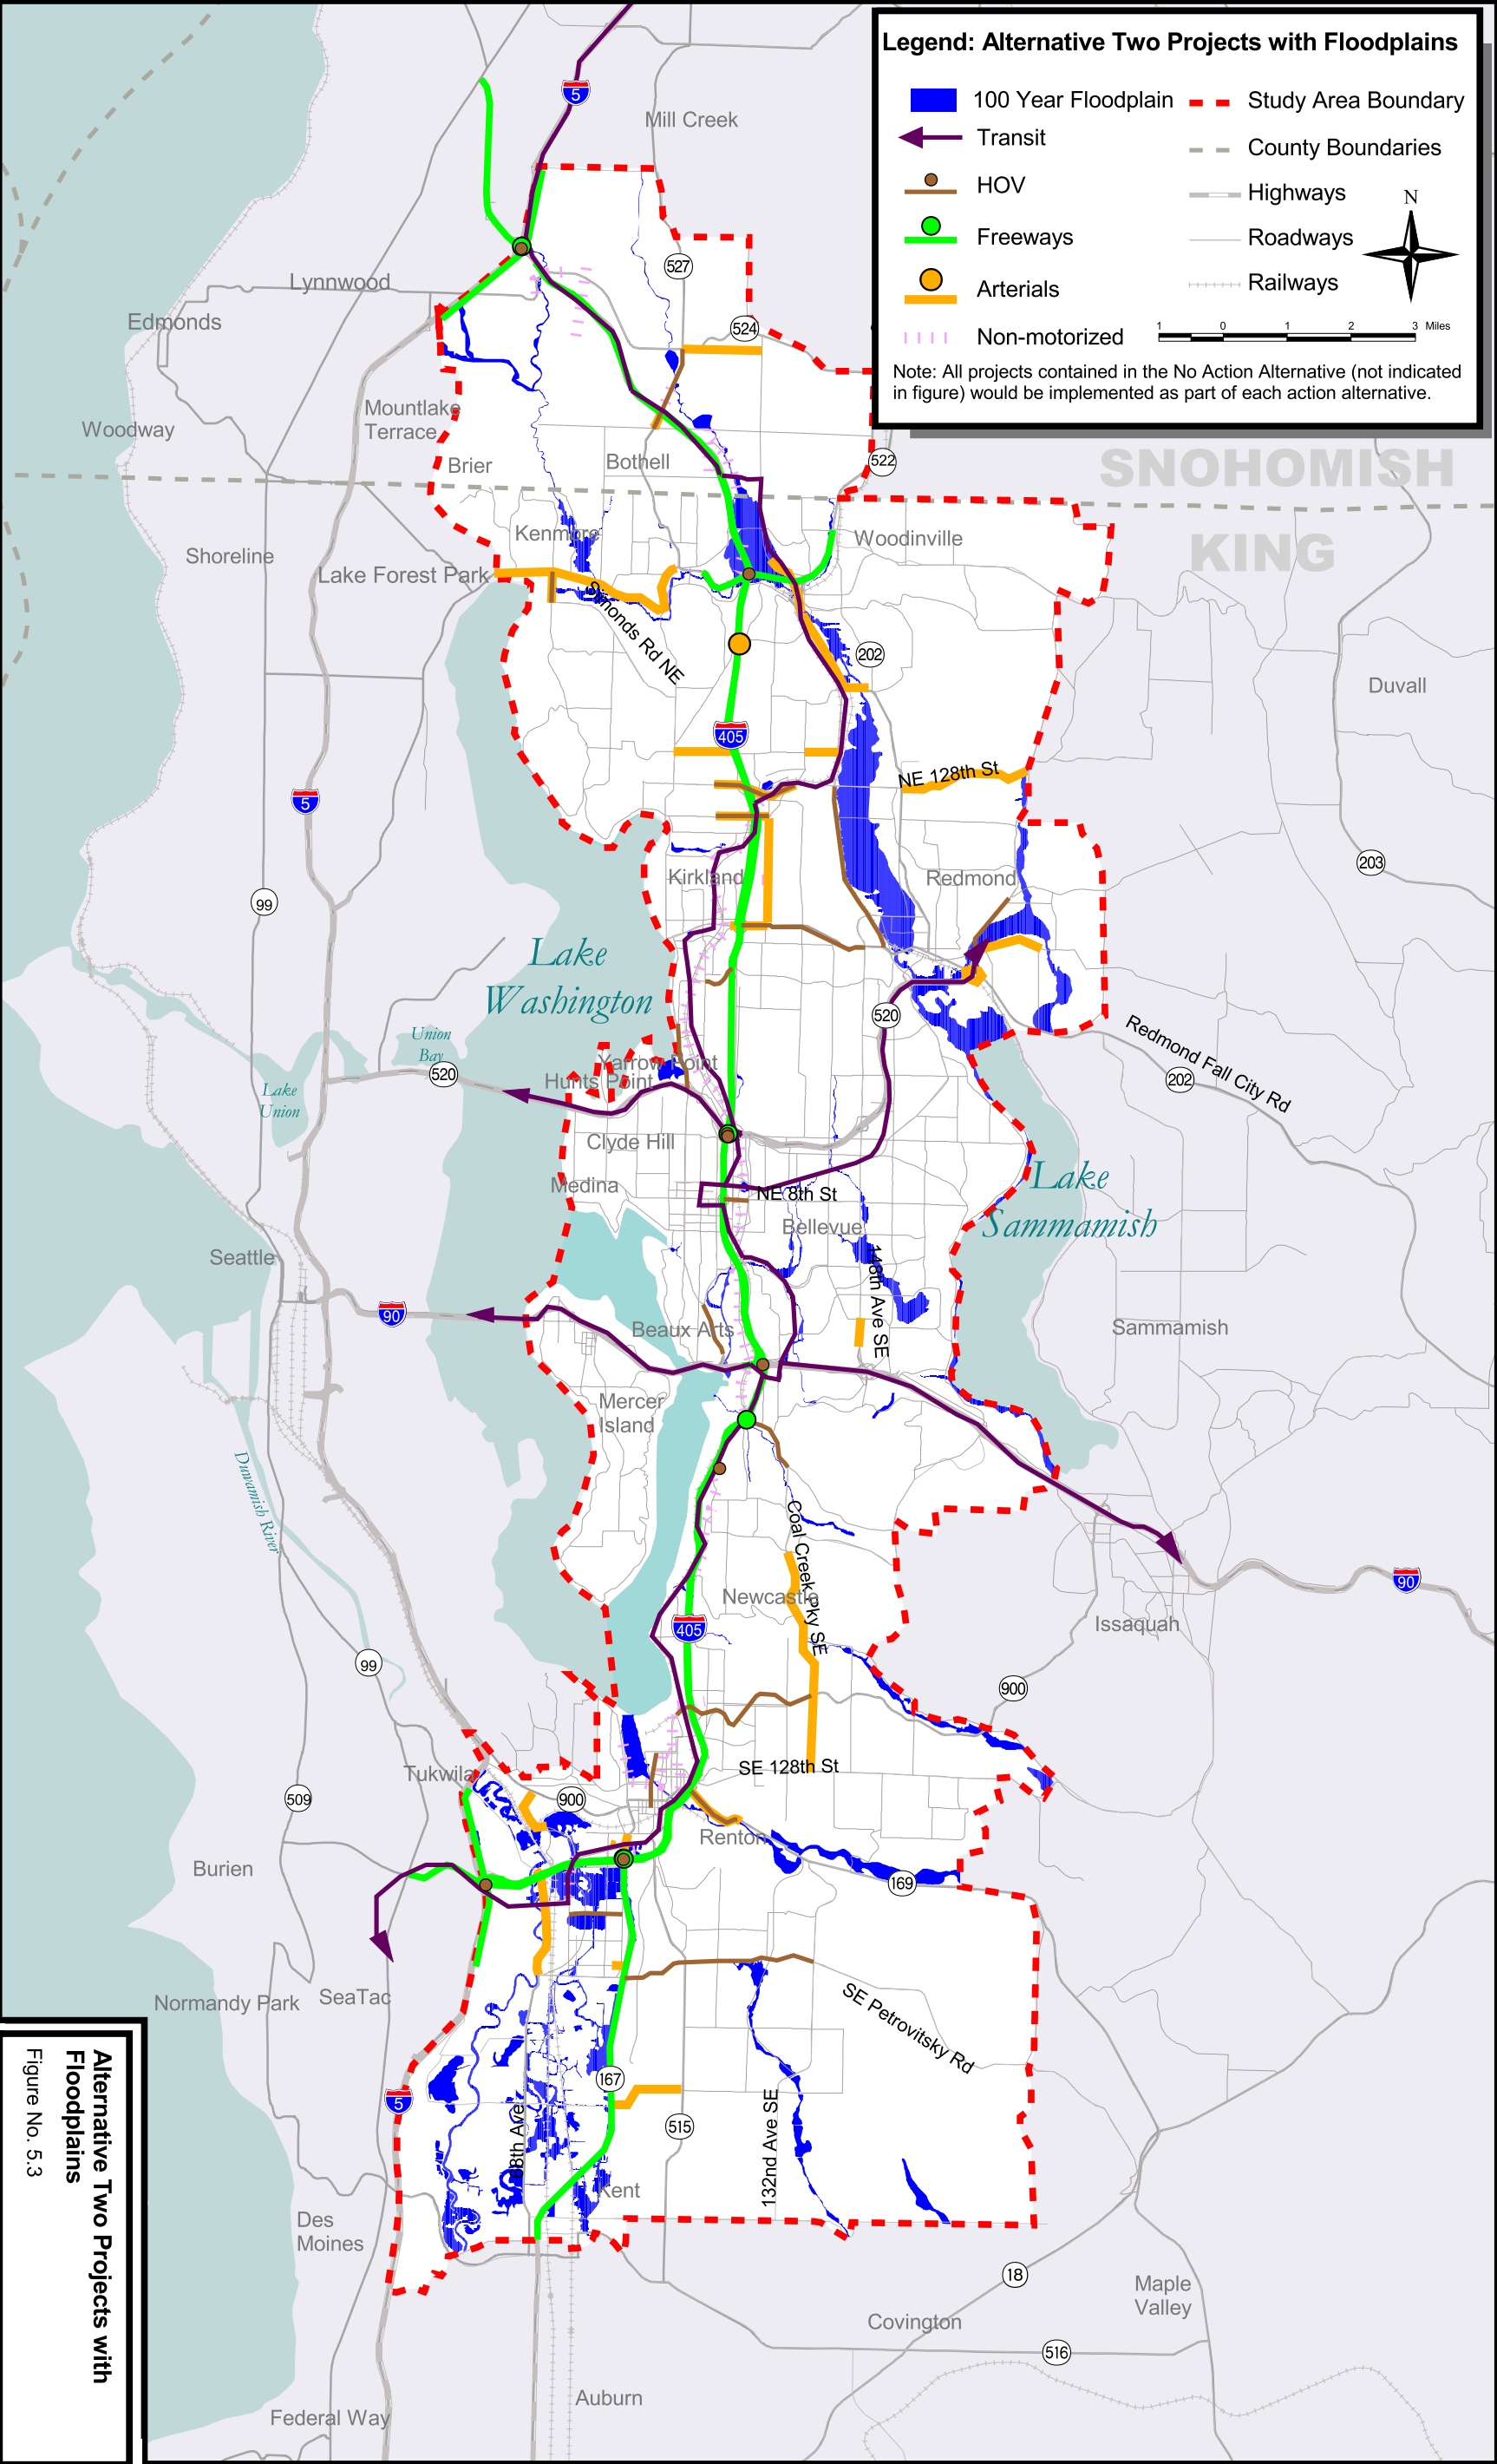 Legend: Alternative Two Projects with Floodplains
100 Year Floodplain
Transit
HOV
Freeways
Arterials
Non-motorized
Study Area Boundary
County Boundaries
Highways
Roadways
Railways
N
1 0 1 2 3 Miles
Note: All projects contained in the No Action Alternative (not indicated
in figure) would be implemented as part of each action alternative.
5
Mill Creek
527
Lynnwood
Edmonds
524
Mountlake
Terrace
Woodway
Brier
Bothell
522
SNOHOMISH
KING
Kenmore
Woodinville
Shoreline
Lake Forest Park
Simonds Rd NE
202
Duvall
405
NE 128th St
5
203
99
Kirkland
Redmond
Lake
Washington
520
Union
Bay
520
Redmond Fall City Rd
202
Yarrow Point
Hunts Point
Lake
Union
Clyde Hill
Medina
NE 8th St
Lake
Sammamish
Bellevue
148th Ave SE
Seattle
90
Beaux Arts
Sammamish
Mercer
Island
Duwamish River
Coal Creek Pky SE
Newcastle
90
Issaquah
405
99
900
SE 128th St
Tukwila
509
900
Renton
Burien
169
Normandy Park
SeaTac
SE Petrovitsky Rd
167
5
515
68th Ave
132nd Ave SE
Kent
Des
Moines
18
Maple
Valley
Covington
516
Auburn
Federal Way
Alternative Two Projects with
Floodplains
Figure No. 5.3